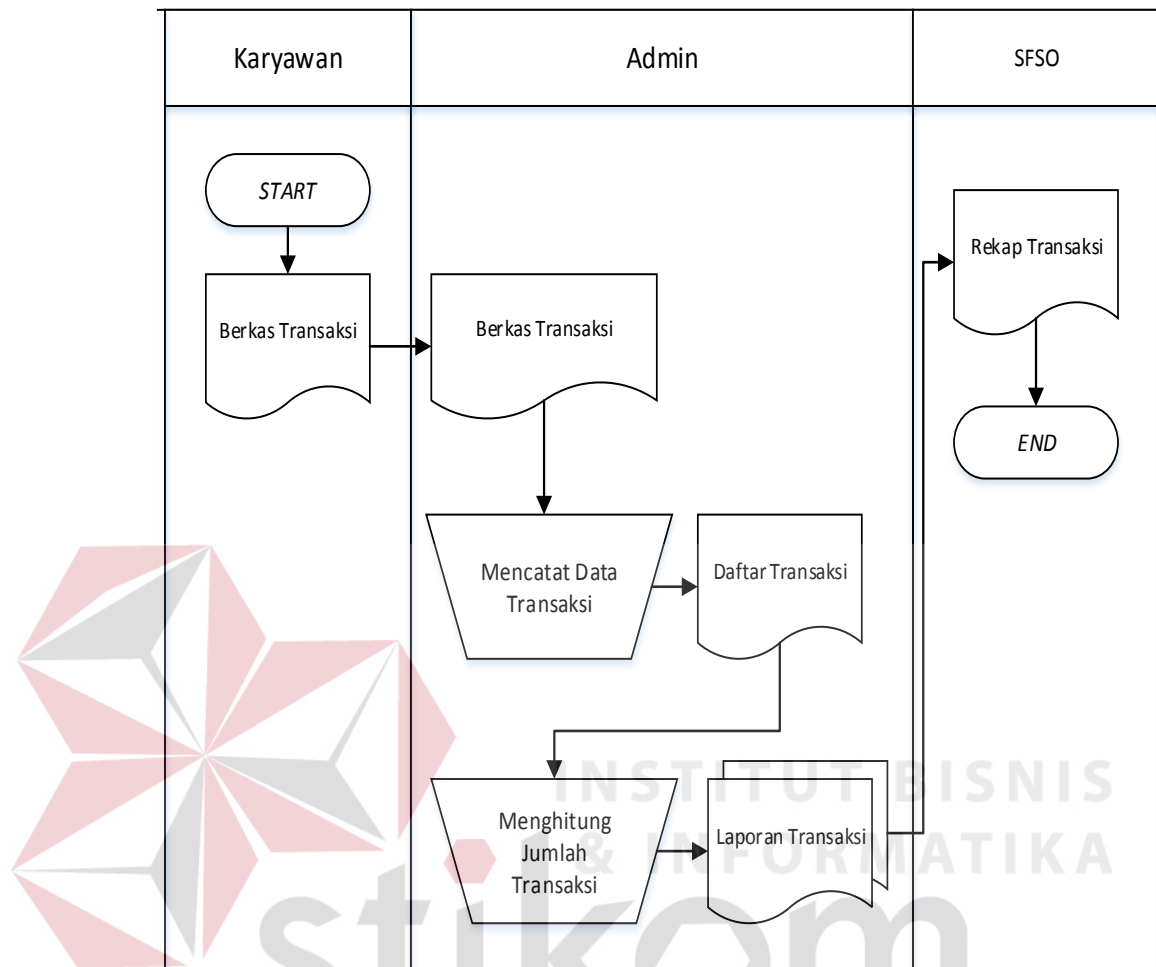 Karyawan
Admin
SFSO
START
Rekap Transaksi
Berkas Transaksi
Berkas Transaksi
END
Mencatat Data
Transaksi
Daftar Transaksi
Menghitung
Jumlah
Transaksi
Laporan Transaksi
INSTITUT BISNIS
& INFORMATIKA
stikom